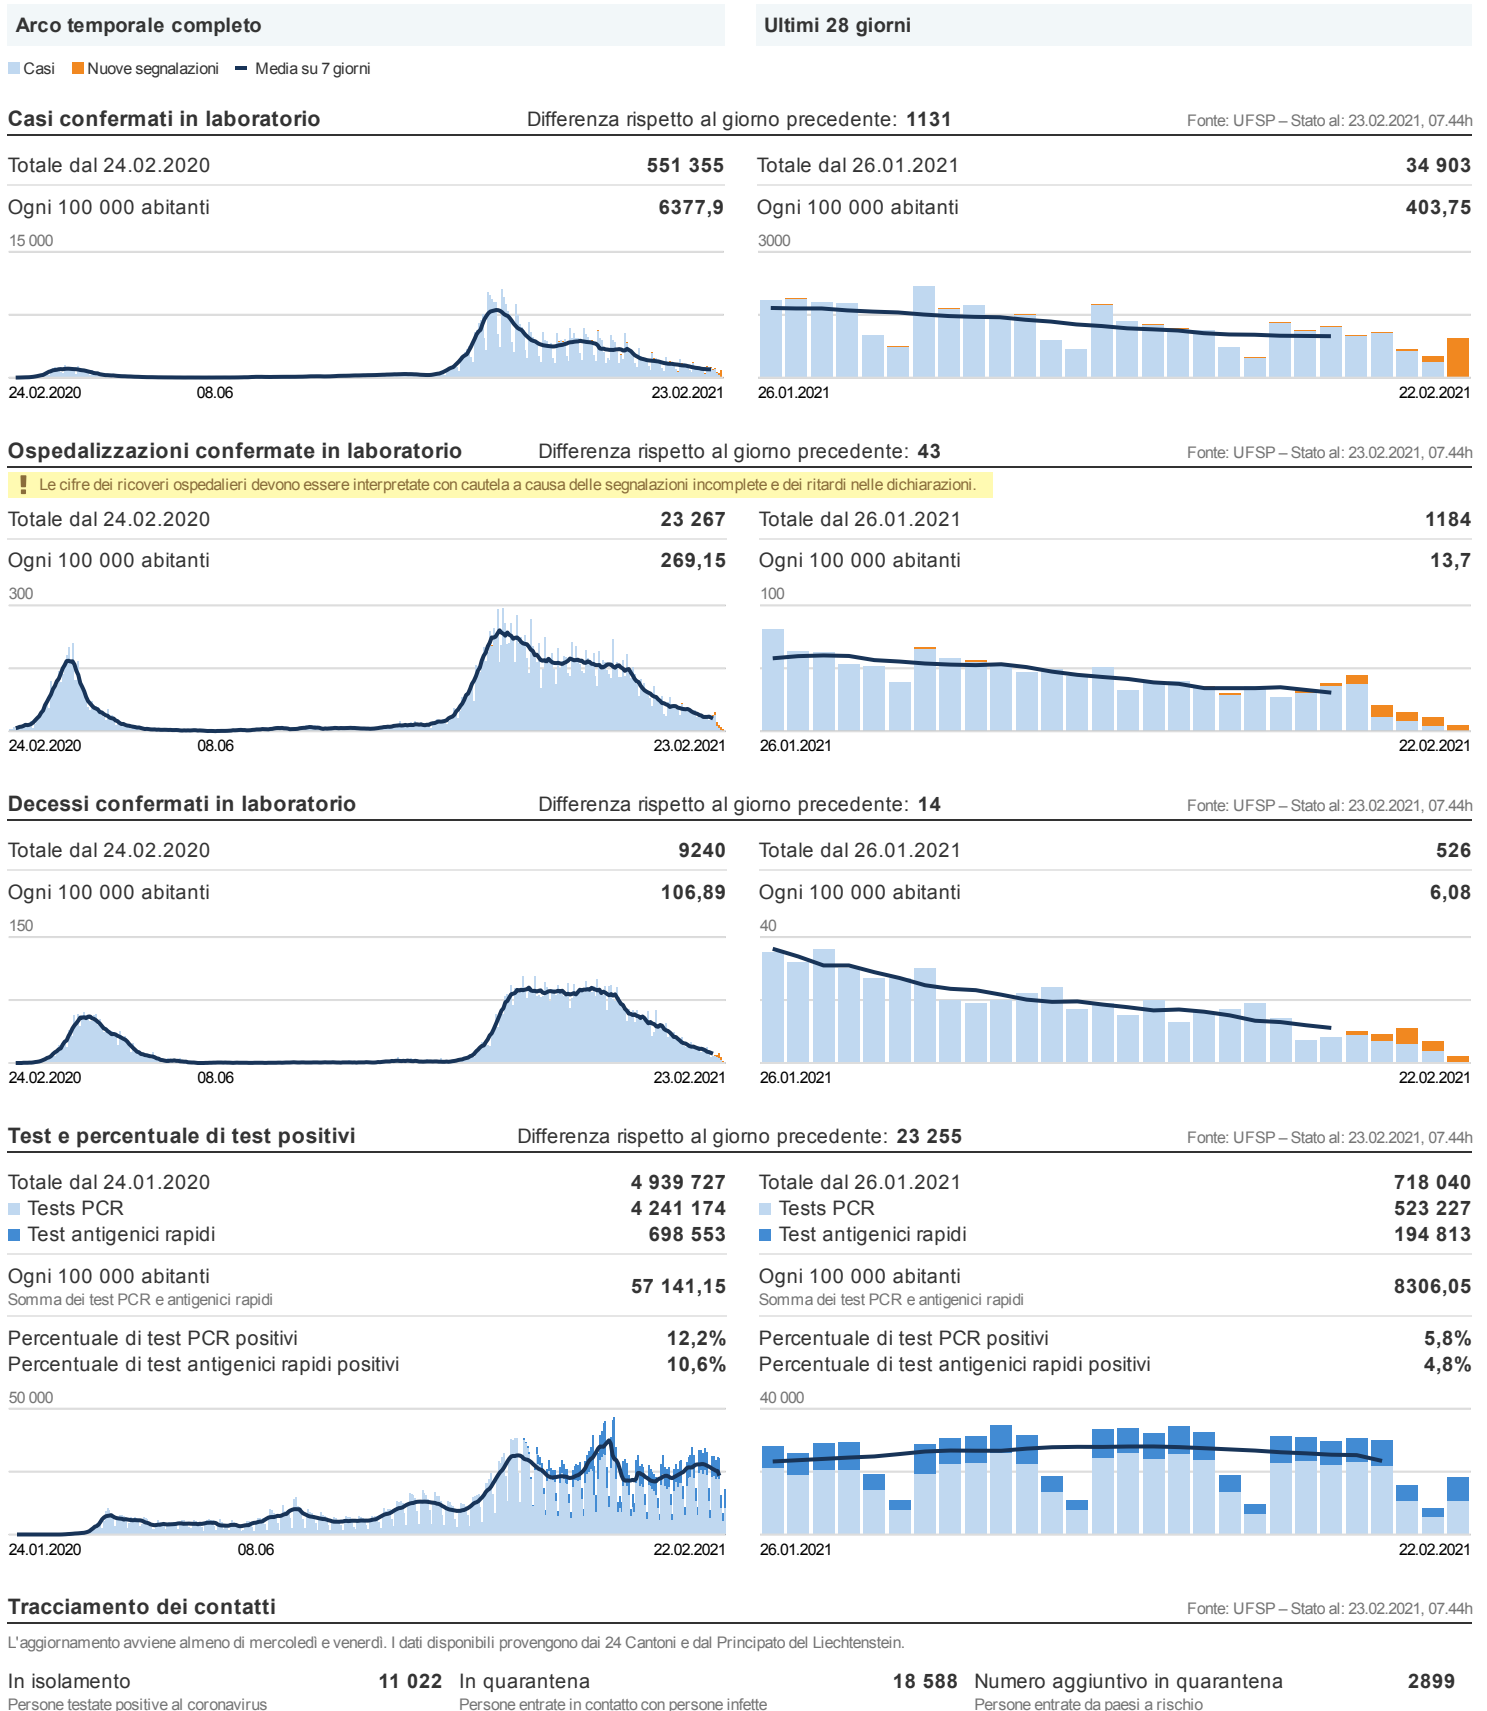 Arco temporale completo
Ultimi 28 giorni
Casi Nuove segnalazioni Media su 7 giorni
Casi confermati in laboratorio Differenza rispetto al giorno precedente: 1131 Fonte: UFSP – Stato al: 23.02.2021, 07.44h
Totale dal 24.02.2020 551 355
Ogni 100 000 abitanti 6377,9
15 000
24.02.2020 08.06 23.02.2021
Totale dal 26.01.2021 34 903
Ogni 100 000 abitanti 403,75
3000
26.01.2021 22.02.2021
Ospedalizzazioni confermate in laboratorio Differenza rispetto al giorno precedente: 43 Fonte: UFSP – Stato al: 23.02.2021, 07.44h
! Le cifre dei ricoveri ospedalieri devono essere interpretate con cautela a causa delle segnalazioni incomplete e dei ritardi nelle dichiarazioni.
Totale dal 24.02.2020 23 267
Ogni 100 000 abitanti 269,15
300
24.02.2020 08.06 23.02.2021
Totale dal 26.01.2021 1184
Ogni 100 000 abitanti 13,7
100
26.01.2021 22.02.2021
Decessi confermati in laboratorio Differenza rispetto al giorno precedente: 14 Fonte: UFSP – Stato al: 23.02.2021, 07.44h
Totale dal 24.02.2020 9240
Ogni 100 000 abitanti 106,89
150
24.02.2020 08.06 23.02.2021
Totale dal 26.01.2021 526
Ogni 100 000 abitanti 6,08
40
26.01.2021 22.02.2021
Test e percentuale di test positivi Differenza rispetto al giorno precedente: 23 255 Fonte: UFSP – Stato al: 23.02.2021, 07.44h
Totale dal 24.01.2020 4 939 727
Tests PCR 4 241 174
Test antigenici rapidi 698 553
Ogni 100 000 abitanti 57 141,15
Somma dei test PCR e antigenici rapidi
Percentuale di test PCR positivi 12,2%
Percentuale di test antigenici rapidi positivi 10,6%
50 000
24.01.2020 08.06 22.02.2021
Totale dal 26.01.2021 718 040
Tests PCR 523 227
Test antigenici rapidi 194 813
Ogni 100 000 abitanti 8306,05
Somma dei test PCR e antigenici rapidi
Percentuale di test PCR positivi 5,8%
Percentuale di test antigenici rapidi positivi 4,8%
40 000
26.01.2021 22.02.2021
Tracciamento dei contatti Fonte: UFSP – Stato al: 23.02.2021, 07.44h
L'aggiornamento avviene almeno di mercoledì e venerdì. I dati disponibili provengono dai 24 Cantoni e dal Principato del Liechtenstein.
In isolamento 11 022
Persone testate positive al coronavirus
In quarantena 18 588
Persone entrate in contatto con persone infette
Numero aggiuntivo in quarantena 2899
Persone entrate da paesi a rischio